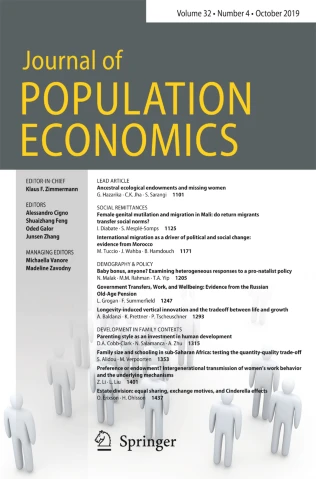 Volume 32 • Number 4 • October 2019
Journal of
POPULATION
ECONOMICS
EDITOR-IN-CHIEF
Klaus F. Zimmermann
EDITORS
Alessandro Cigno
Shuaizhang Feng
Oded Galor
Junsen Zhang
MANAGING EDITORS
Michaella Vanore
Madeline Zavodny
LEAD ARTICLE
Ancestral ecological endowments and missing women
G. Hazarika · C.K. Jha · S. Sarangi 1101
SOCIAL REMITTANCES
Female genital mutilation and migration in Mali: do return migrants
transfer social norms?
I. Diabate · S. Mesplé-Somps 1125
International migration as a driver of political and social change:
evidence from Morocco
M. Tuccio · J. Wahba · B. Hamdouch 1171
DEMOGRAPHY & POLICY
Baby bonus, anyone? Examining heterogeneous responses to a pro-natalist policy
N. Malak · M.M. Rahman · T.A. Yip 1205
Government Transfers, Work, and Wellbeing: Evidence from the Russian
Old-Age Pension
L. Grogan · F. Summerfield 1247
Longevity-induced vertical innovation and the tradeoff between life and growth
A. Baldanzi · K. Prettner · P. Tscheuschner 1293
DEVELOPMENT IN FAMILY CONTEXTS
Parenting style as an investment in human development
D.A. Cobb-Clark · N. Salamanca · A. Zhu 1315
Family size and schooling in sub-Saharan Africa: testing the quantity-quality trade-off
S. Alidou · M. Verpoorten 1353
Preference or endowment? Intergenerational transmission of women's work behavior
and the underlying mechanisms
Z. Li · L. Liu 1401
Estate division: equal sharing, exchange motives, and Cinderella effects
O. Erixson · H. Ohlsson 1437
Springer